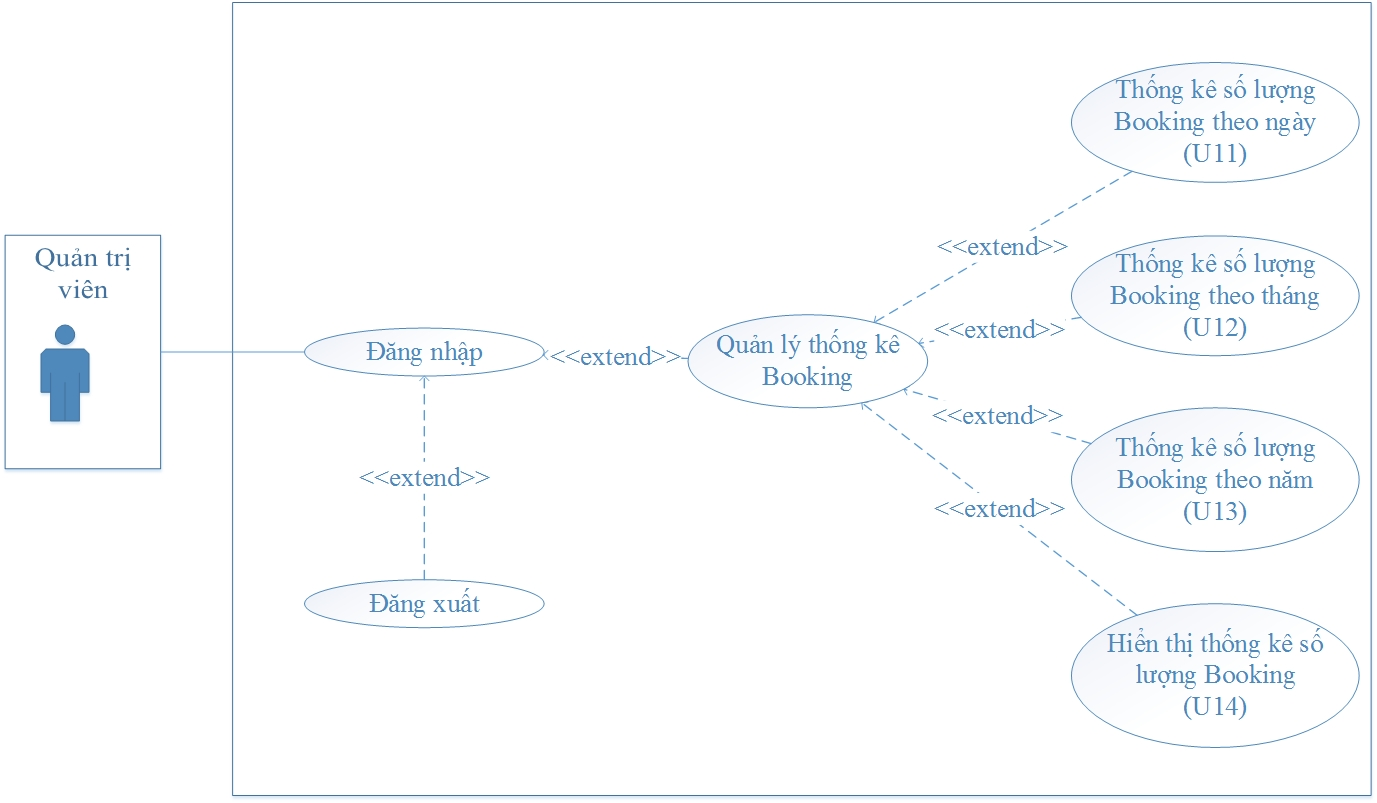 Quản trị
viên
Đăng nhập
<<extend>>
Đăng xuất
<<extend>>
Quản lý thống kê
Booking
<<extend>>
<<extend>>
<<extend>>
<<extend>>
Thống kê số lượng
Booking theo ngày
(U11)
Thống kê số lượng
Booking theo tháng
(U12)
Thống kê số lượng
Booking theo năm
(U13)
Hiển thị thống kê số
lượng Booking
(U14)